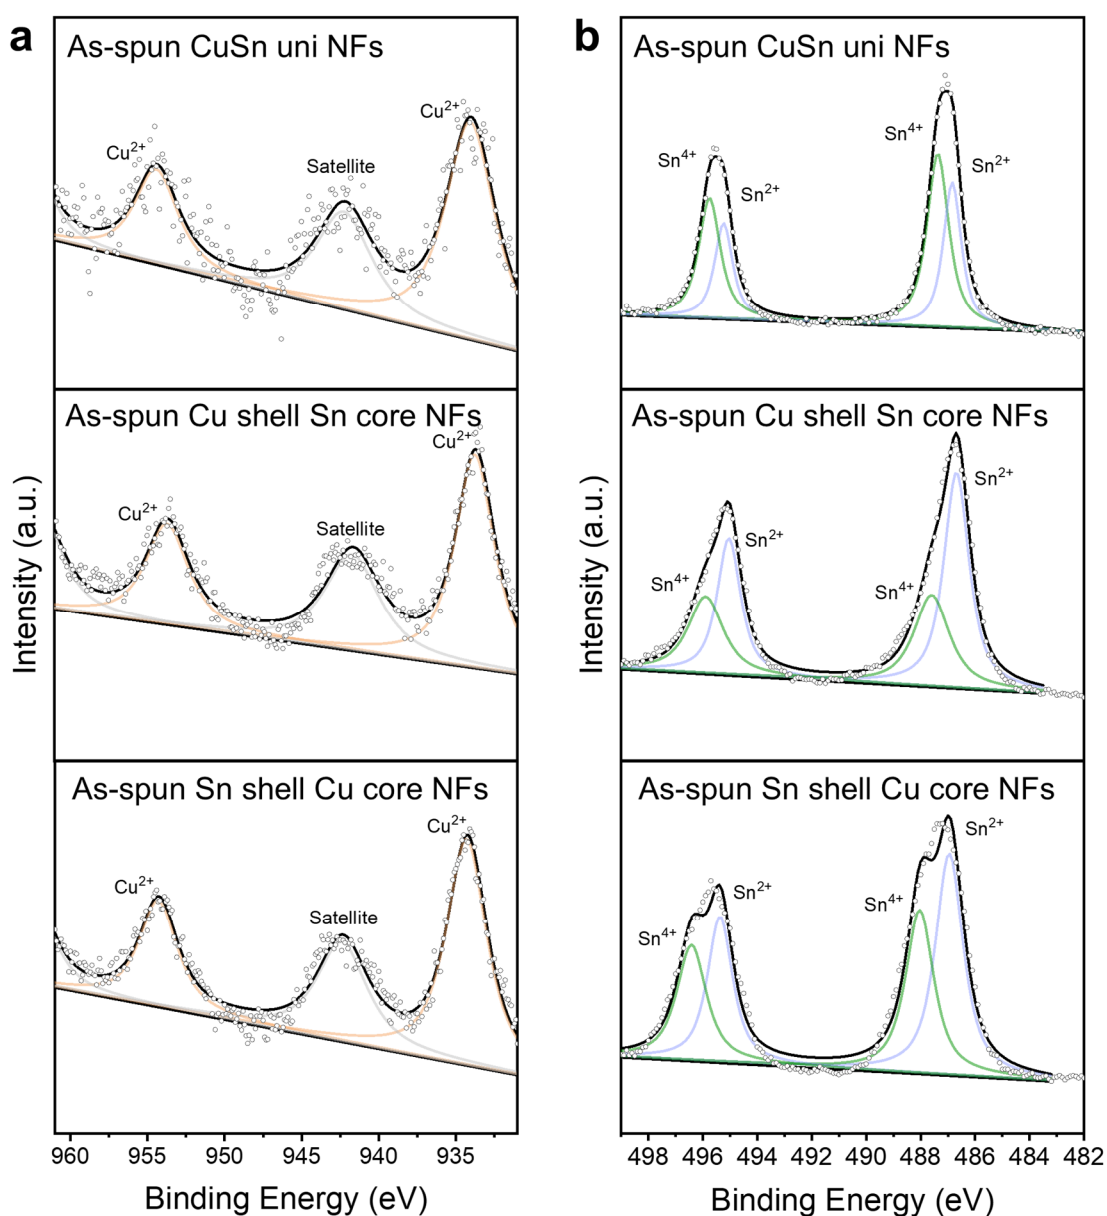 a
As-spun CuSn uni NFs
Cu²⁺
Satellite
Cu²⁺
As-spun Cu shell Sn core NFs
Cu²⁺
Satellite
Cu²⁺
As-spun Sn shell Cu core NFs
Cu²⁺
Satellite
Cu²⁺
Intensity (a.u.)
960 955 950 945 940 935
Binding Energy (eV)
b
As-spun CuSn uni NFs
Sn⁴⁺
Sn²⁺
Sn⁴⁺
Sn²⁺
As-spun Cu shell Sn core NFs
Sn⁴⁺
Sn²⁺
Sn⁴⁺
Sn²⁺
As-spun Sn shell Cu core NFs
Sn⁴⁺
Sn²⁺
Sn⁴⁺
Sn²⁺
Intensity (a.u.)
498 496 494 492 490 488 486 484 482
Binding Energy (eV)